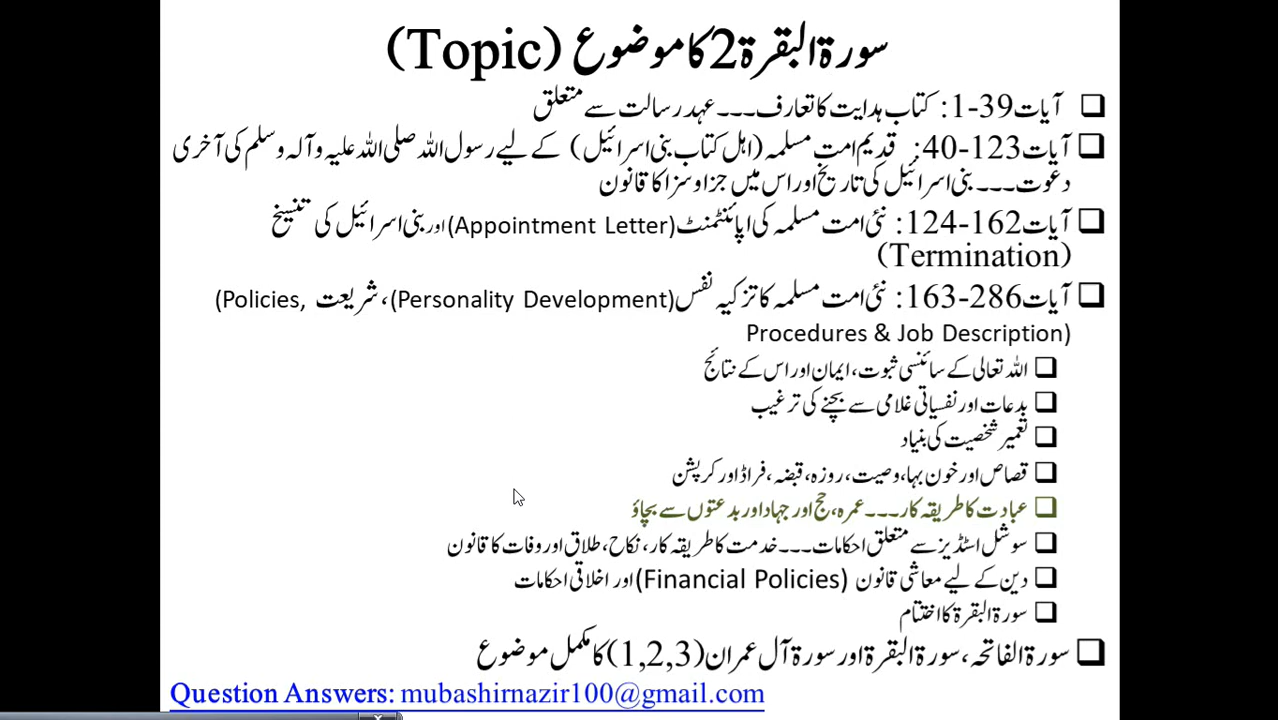 سورۃ البقرۃ 2 کا موضوع (Topic)
❑ آیات 39-1: کتاب ہدایت کا تعارف۔۔۔ عہد رسالت سے متعلق
❑ آیات 123-40: قدیم امت مسلمہ (اہل کتاب بنی اسرائیل) کے لیے رسول اللہ صلی اللہ علیہ وآلہ وسلم کی آخری
دعوت۔۔۔ بنی اسرائیل کی تاریخ اور اس میں جزا و سزا کا قانون
❑ آیات 162-124: نئی امت مسلمہ کی اپائنٹمنٹ (Appointment Letter) اور بنی اسرائیل کی تنسیخ
(Termination)
❑ آیات 286-163: نئی امت مسلمہ کا تزکیہ نفس (Personality Development)، شریعت (Policies,
Procedures & Job Description)
❑ اللہ تعالی کے سائنسی ثبوت، ایمان اور اس کے نتائج
❑ بدعات اور نفسیاتی غلامی سے بچنے کی ترغیب
❑ تعمیر شخصیت کی بنیاد
❑ قصاص اور خون بہا، وصیت، روزہ، قبضہ، فراڈ اور کرپشن
❑ عبادت کا طریقہ کار۔۔۔ عمرہ، حج اور جہاد اور بدعتوں سے بچاؤ
❑ سوشل اسٹڈیز سے متعلق احکامات۔۔۔ خدمت کا طریقہ کار، نکاح، طلاق اور وفات کا قانون
❑ دین کے لیے معاشی قانون (Financial Policies) اور اخلاقی احکامات
❑ سورۃ البقرۃ کا اختتام
❑ سورۃ الفاتحہ، سورۃ البقرۃ اور سورۃ آل عمران (1,2,3) کا مکمل موضوع
Question Answers: mubashirnazir100@gmail.com